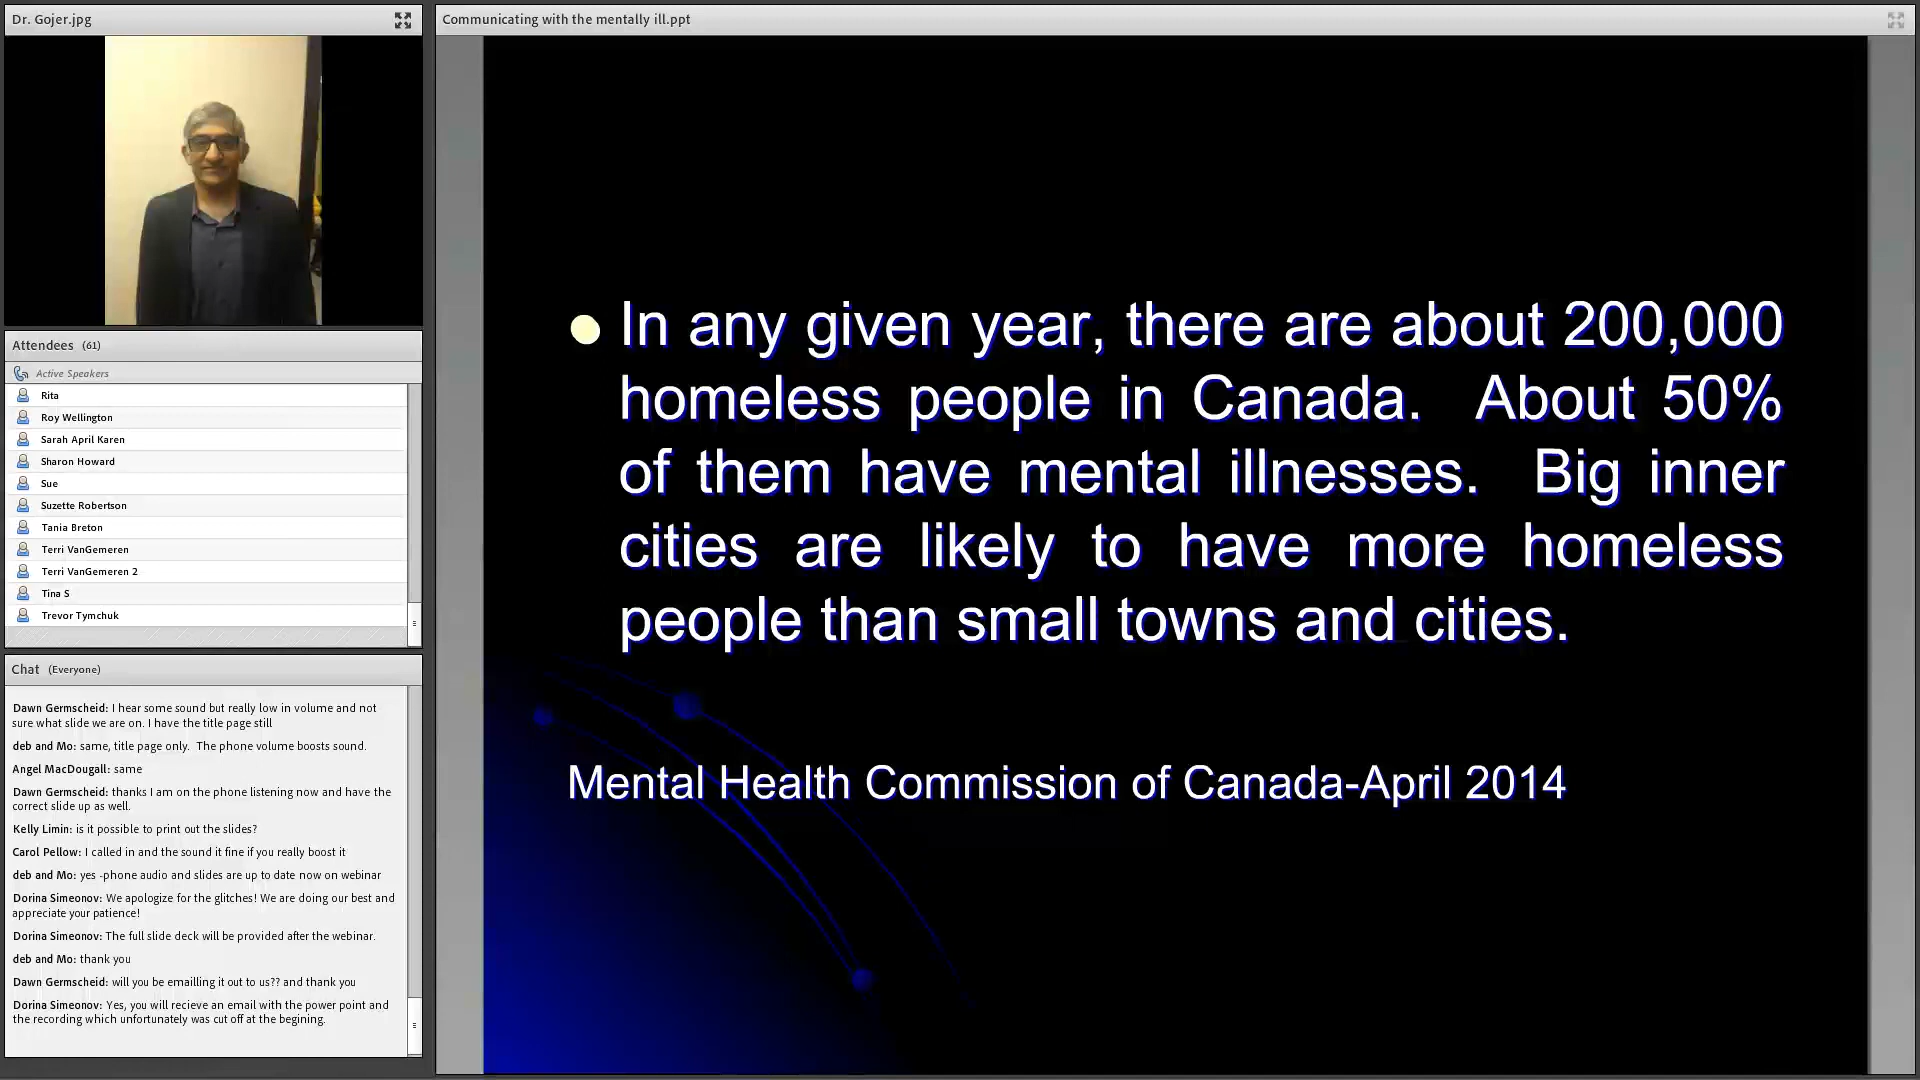 Dr. Gojer.jpg
Attendees (61)
Active Speakers
Rita
Roy Wellington
Sarah April Karen
Sharon Howard
Sue
Suzette Robertson
Tania Breton
Terri VanGemeren
Terri VanGemeren 2
Tina S
Trevor Tymchuk
Chat (Everyone)
Dawn Germscheid: I hear some sound but really low in volume and not
sure what slide we are on. I have the title page still
deb and Mo: same, title page only. The phone volume boosts sound.
Angel MacDougall: same
Dawn Germscheid: thanks I am on the phone listening now and have the
correct slide up as well.
Kelly Limin: is it possible to print out the slides?
Carol Pellow: I called in and the sound it fine if you really boost it
deb and Mo: yes -phone audio and slides are up to date now on webinar
Dorina Simeonov: We apologize for the glitches! We are doing our best and
appreciate your patience!
Dorina Simeonov: The full slide deck will be provided after the webinar.
deb and Mo: thank you
Dawn Germscheid: will you be emailling it out to us?? and thank you
Dorina Simeonov: Yes, you will recieve an email with the power point and
the recording which unfortunately was cut off at the begining.
Communicating with the mentally ill.ppt
In any given year, there are about 200,000
homeless people in Canada. About 50%
of them have mental illnesses. Big inner
cities are likely to have more homeless
people than small towns and cities.
Mental Health Commission of Canada-April 2014